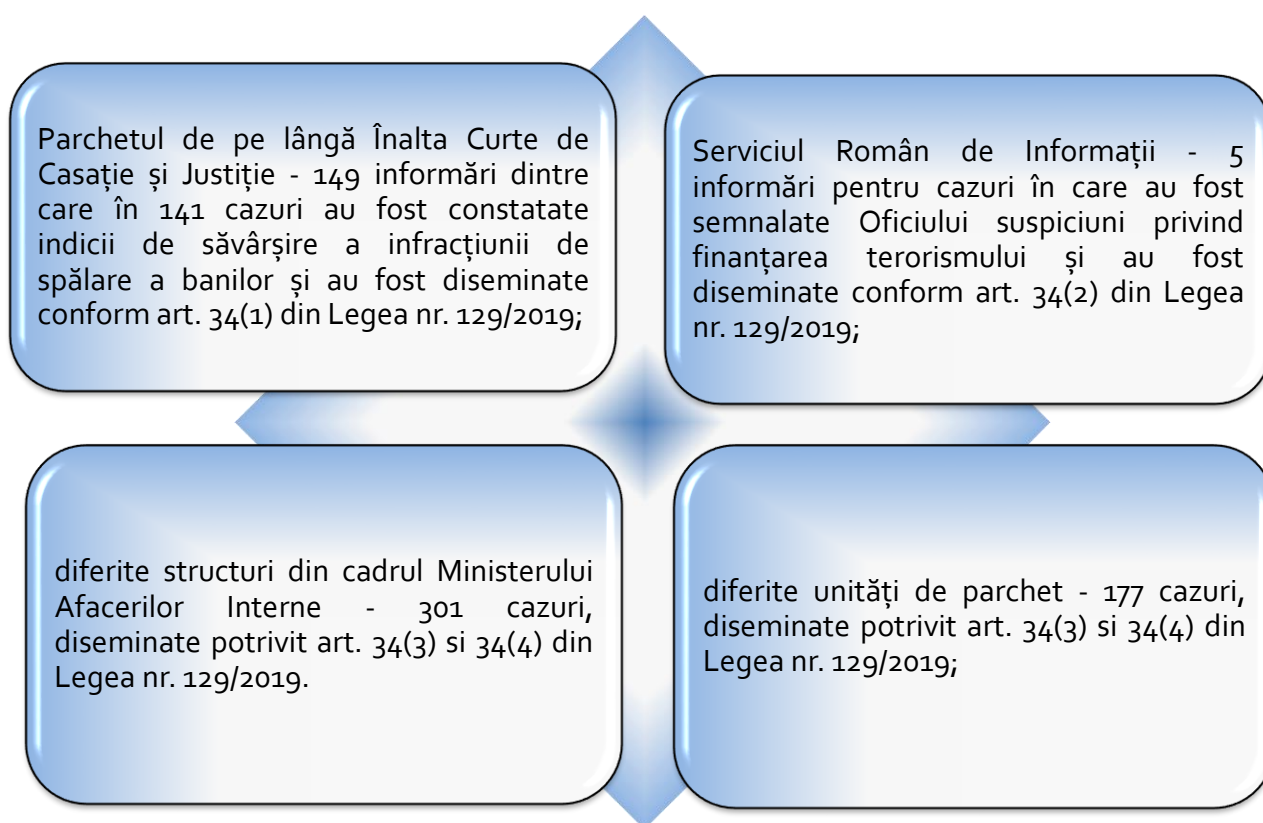 Parchetul de pe lângă Înalta Curte de
Casație și Justiție - 149 informări dintre
care în 141 cazuri au fost constatate
indicii de săvârșire a infracțiunii de
spălare a banilor și au fost diseminate
conform art. 34(1) din Legea nr. 129/2019;
Serviciul Român de Informații - 5
informări pentru cazuri în care au fost
semnalate Oficiului suspiciuni privind
finanțarea terorismului și au fost
diseminate conform art. 34(2) din Legea
nr. 129/2019;
diferite structuri din cadrul Ministerului
Afacerilor Interne - 301 cazuri,
diseminate potrivit art. 34(3) si 34(4) din
Legea nr. 129/2019.
diferite unități de parchet - 177 cazuri,
diseminate potrivit art. 34(3) si 34(4) din
Legea nr. 129/2019;